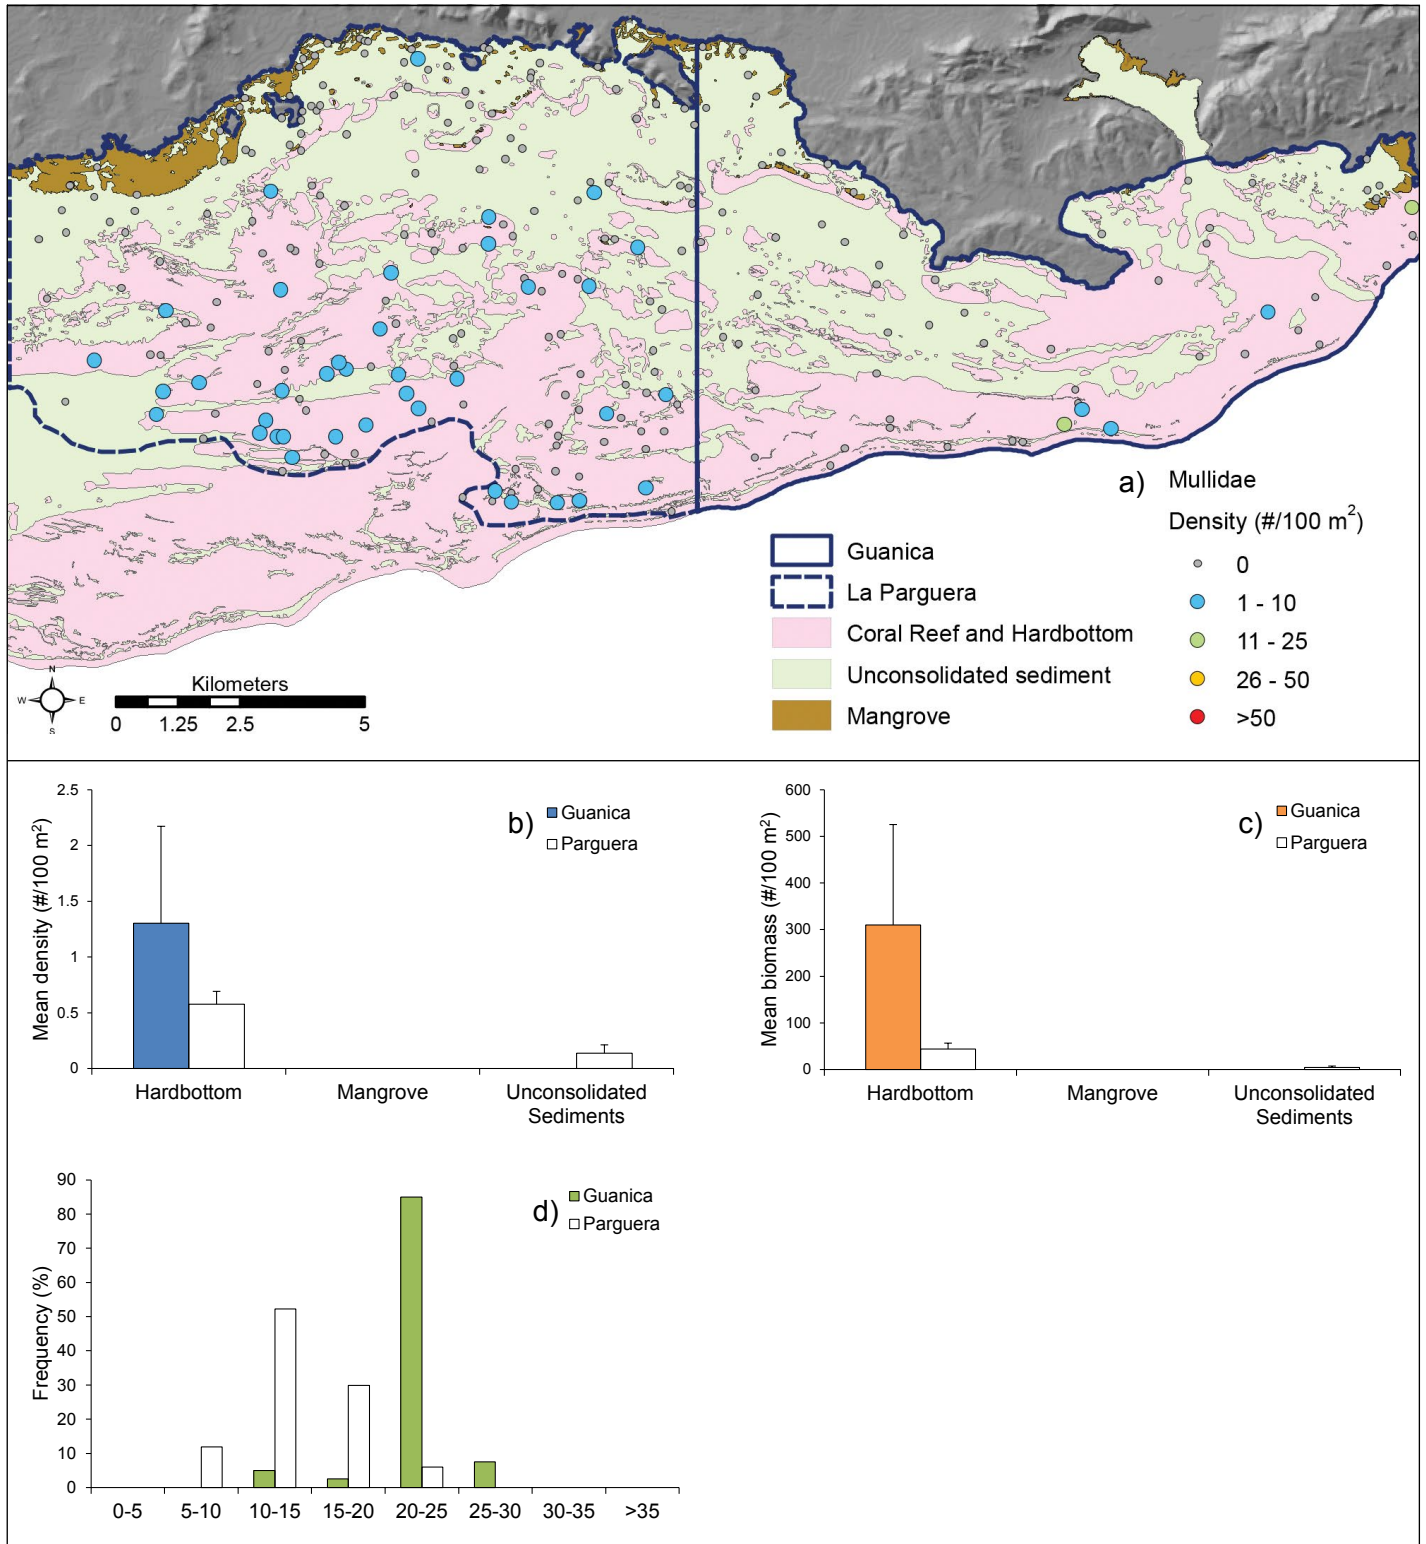 a) Mullidae
Density (#/100 m²)
0
1 - 10
11 - 25
26 - 50
>50
Guanica
La Parguera
Coral Reef and Hardbottom
Unconsolidated sediment
Mangrove
N
W E
S
Kilometers
0 1.25 2.5 5
b)
Guanica
Parguera
Mean density (#/100 m²)
2.5
2
1.5
1
0.5
0
Hardbottom
Mangrove
Unconsolidated
Sediments
c)
Guanica
Parguera
Mean biomass (#/100 m²)
600
500
400
300
200
100
0
Hardbottom
Mangrove
Unconsolidated
Sediments
d)
Guanica
Parguera
Frequency (%)
90
80
70
60
50
40
30
20
10
0
0-5 5-10 10-15 15-20 20-25 25-30 30-35 >35